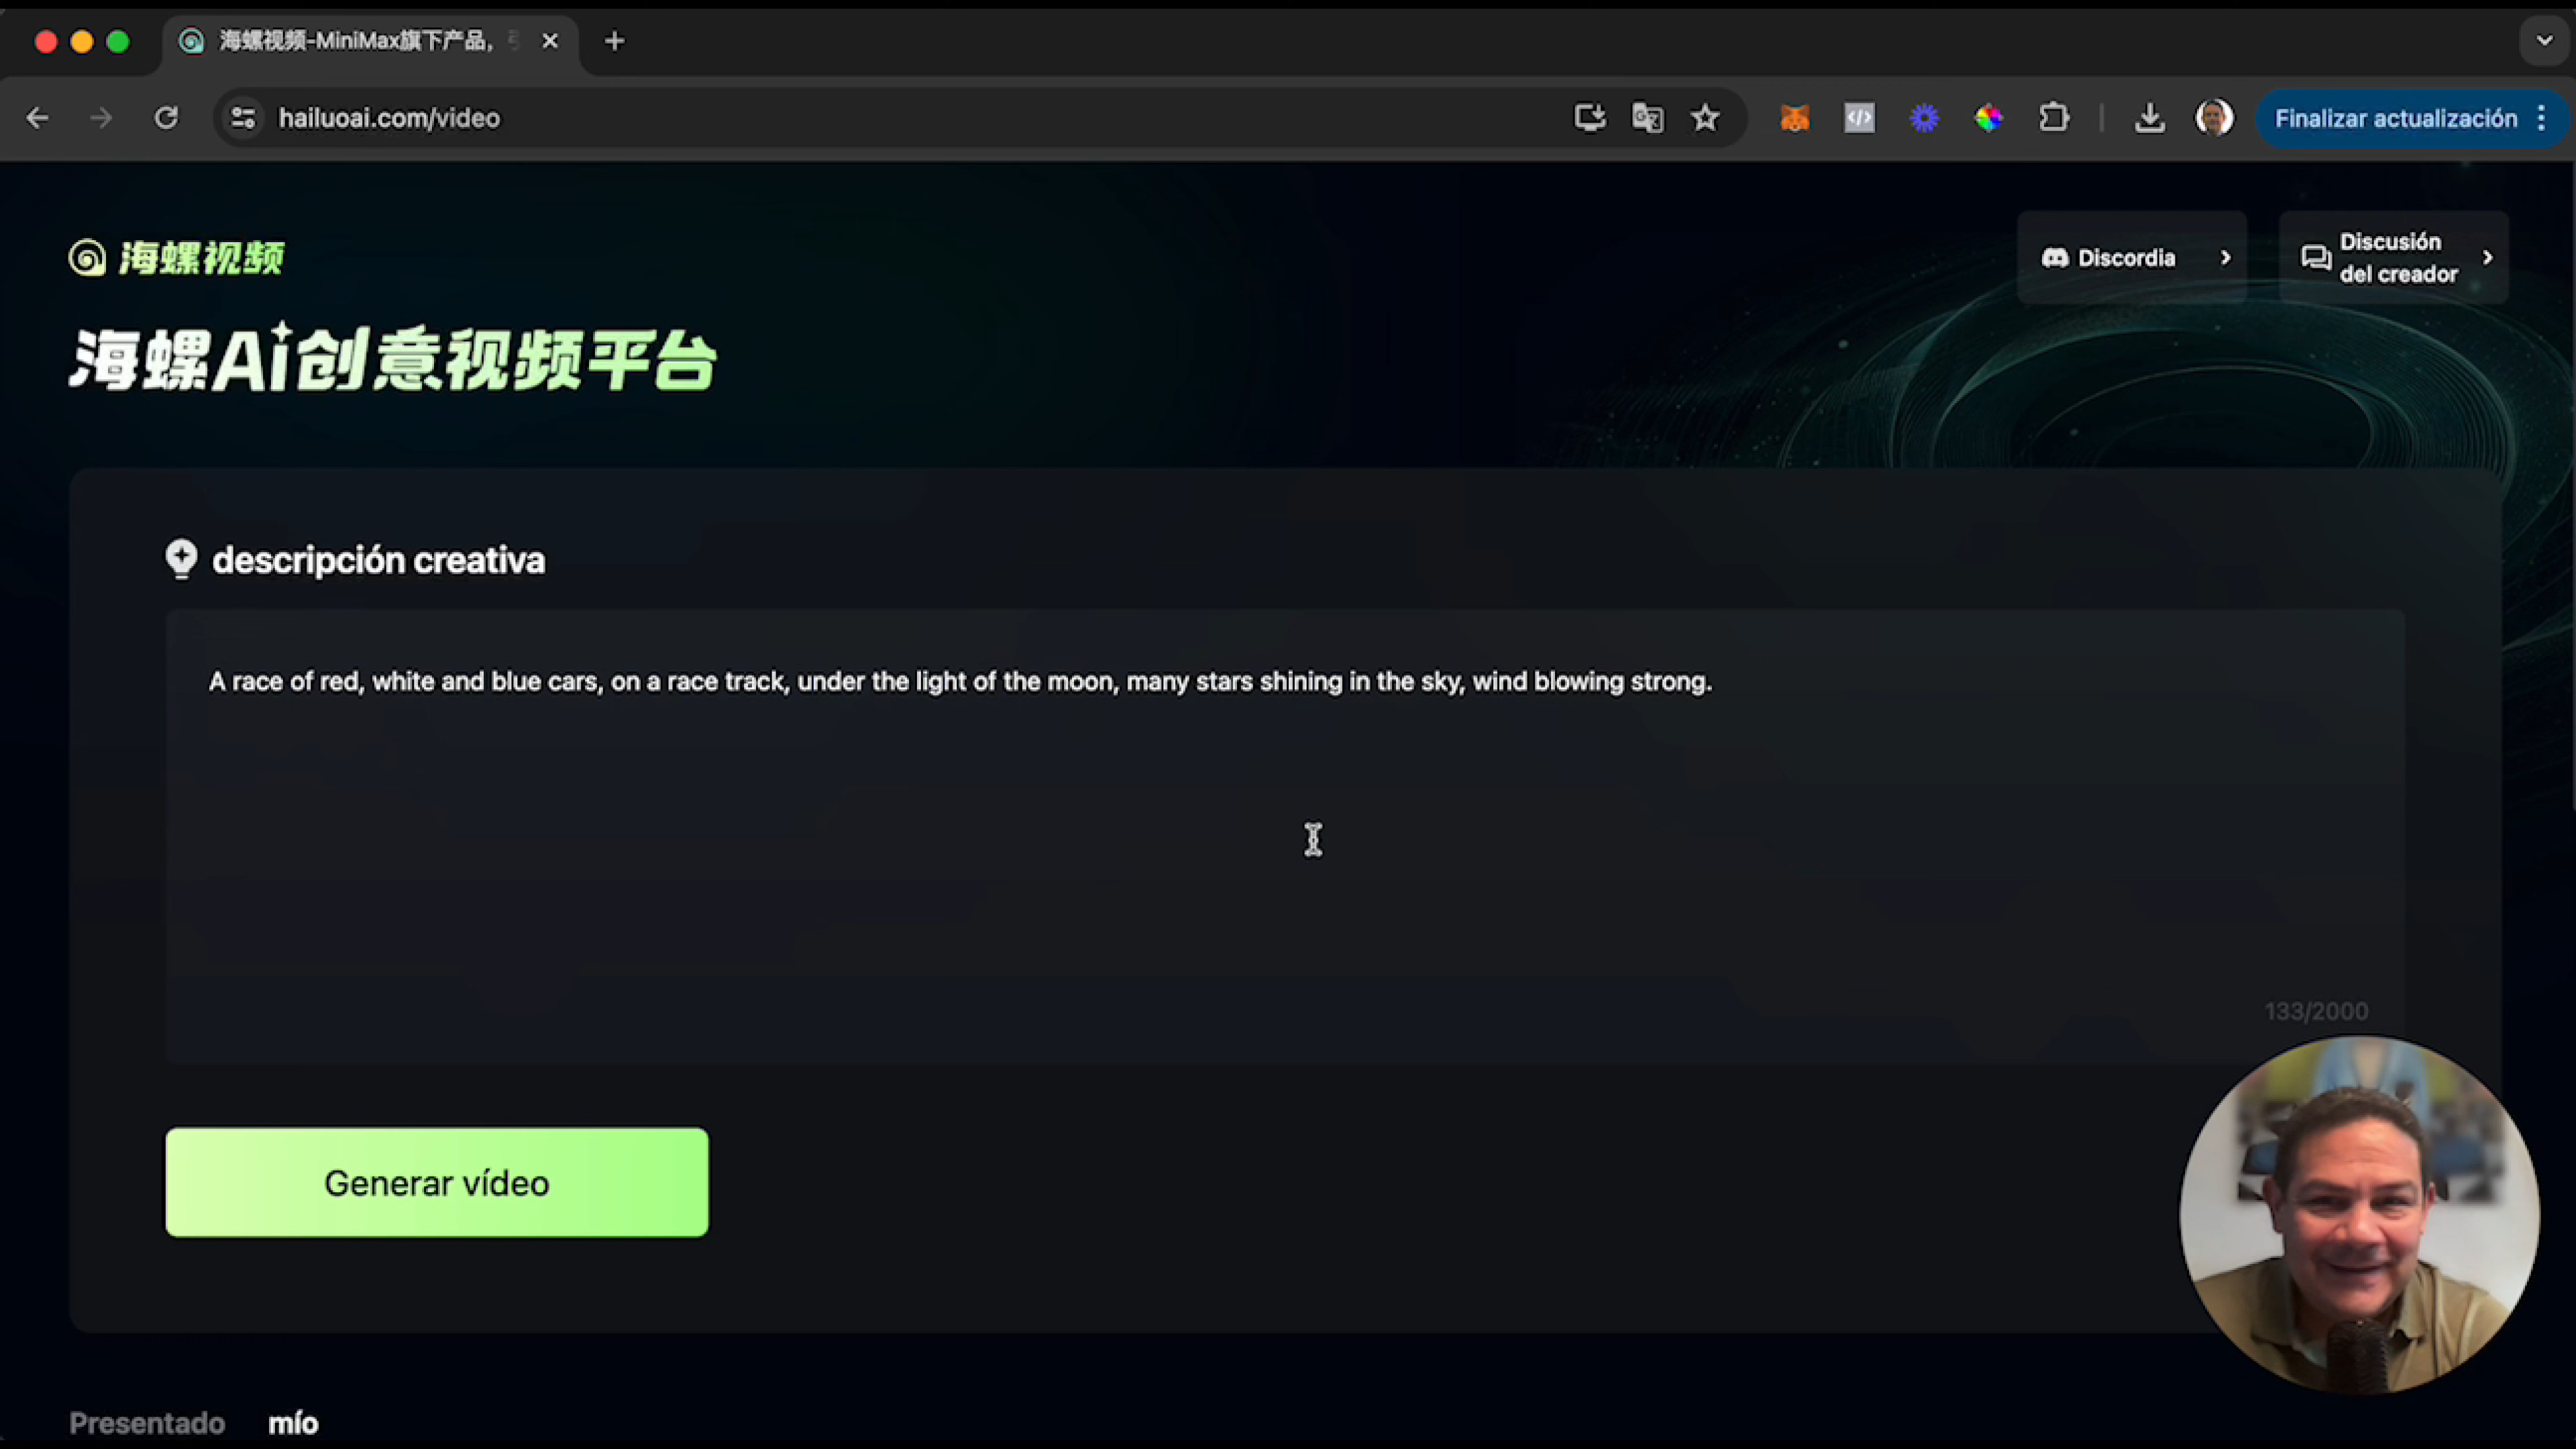 海螺视频-MiniMax旗下产品,
hailuoai.com/video
Finalizar actualización
海螺视频
Discordia
Discusión
del creador
海螺Ai创意视频平台
descripción creativa
A race of red, white and blue cars, on a race track, under the light of the moon, many stars shining in the sky, wind blowing strong.
133/2000
Generar vídeo
Presentado mío